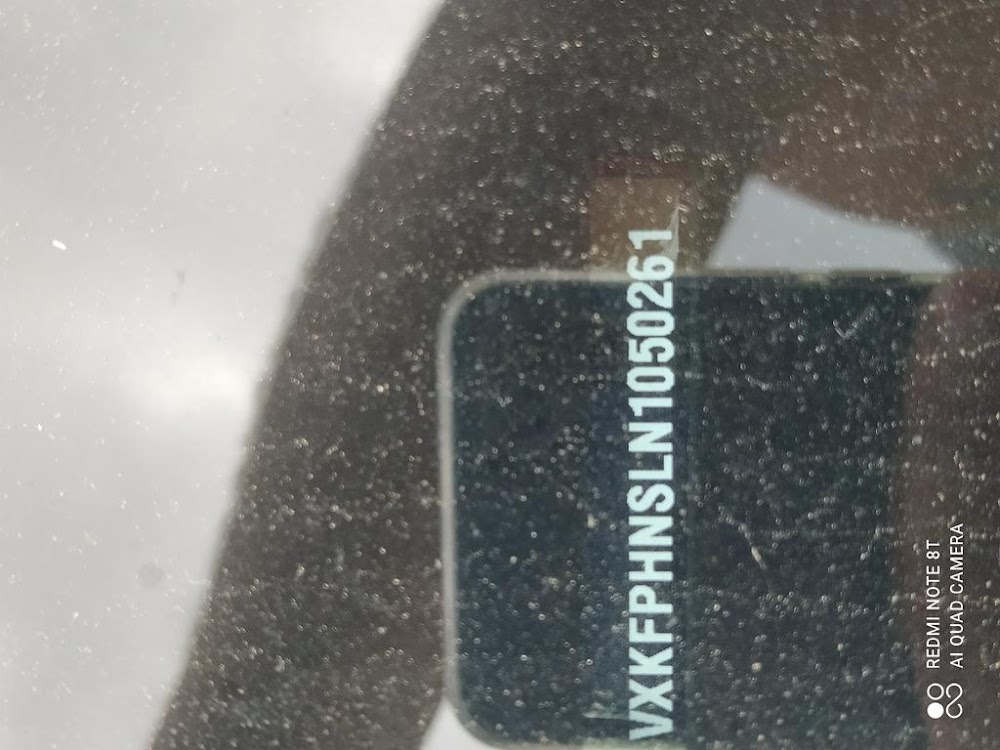 VXKFPHNSLN1050261
REDMI NOTE 8T
AI QUAD CAMERA